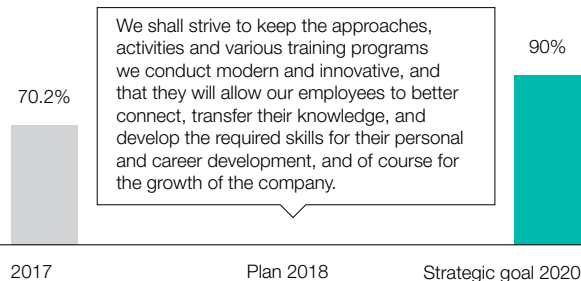 We shall strive to keep the approaches,
activities and various training programs
we conduct modern and innovative, and
that they will allow our employees to better
connect, transfer their knowledge, and
develop the required skills for their personal
and career development, and of course for
the growth of the company.
70.2%
90%
2017
Plan 2018
Strategic goal 2020